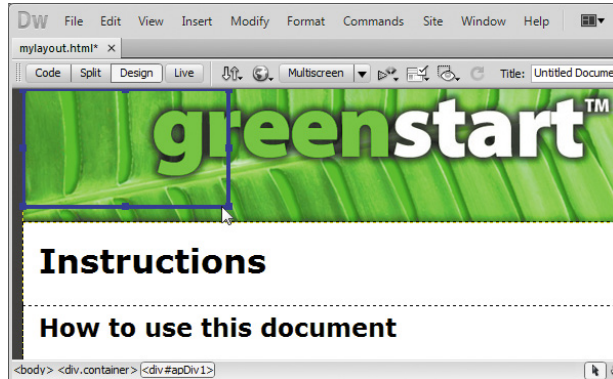 Dw File Edit View Insert Modify Format Commands Site Window Help
mylayout.html* ×
Code Split Design Live Multiscreen Title: Untitled Docume
greenstart™
Instructions
How to use this document
<body> <div.container> <div#apDiv1>